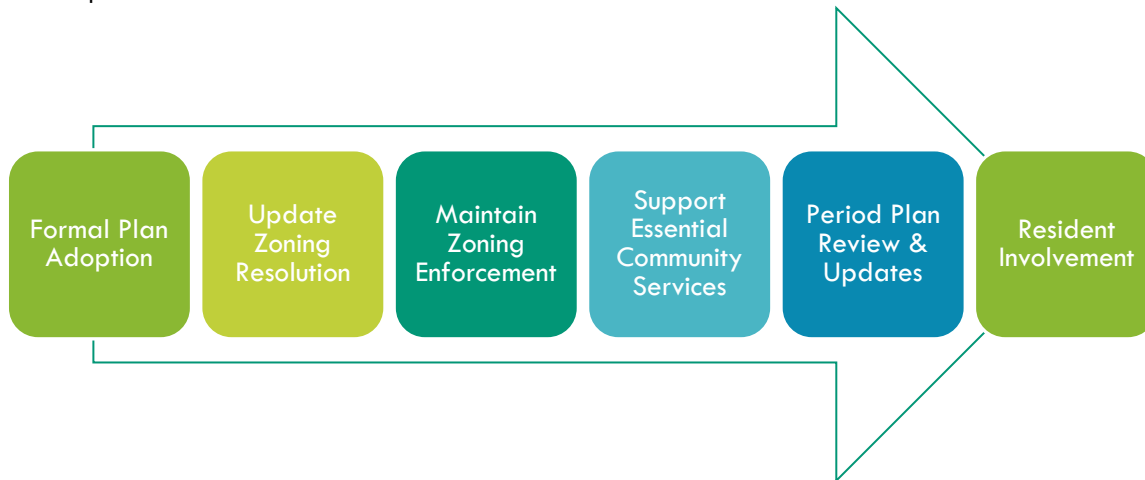 Formal Plan
Adoption
Update
Zoning
Resolution
Maintain
Zoning
Enforcement
Support
Essential
Community
Services
Period Plan
Review &
Updates
Resident
Involvement